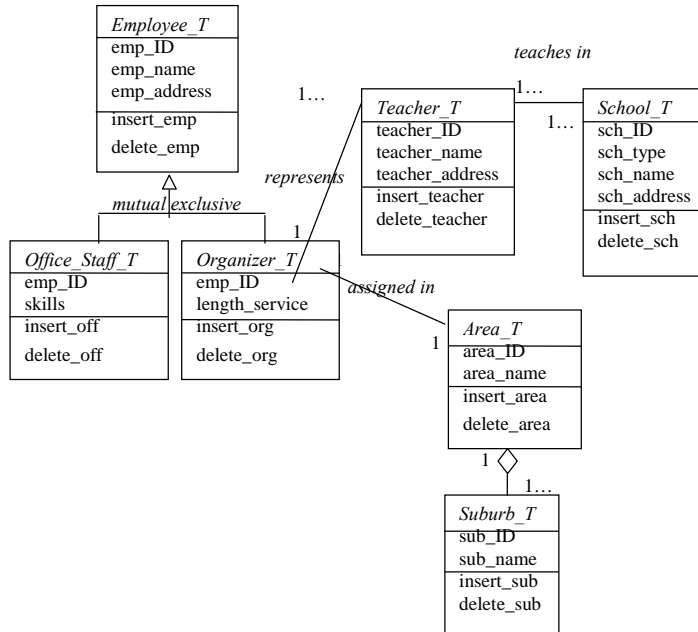 Employee_T
emp_ID
emp_name
emp_address
insert_emp
delete_emp
mutual exclusive
Office_Staff_T
emp_ID
skills
insert_off
delete_off
1
Organizer_T
emp_ID
length_service
insert_org
delete_org
represents
1…
Teacher_T
teacher_ID
teacher_name
teacher_address
insert_teacher
delete_teacher
teaches in
1…
1…
School_T
sch_ID
sch_type
sch_name
sch_address
insert_sch
delete_sch
assigned in
1
Area_T
area_ID
area_name
insert_area
delete_area
1
1…
Suburb_T
sub_ID
sub_name
insert_sub
delete_sub